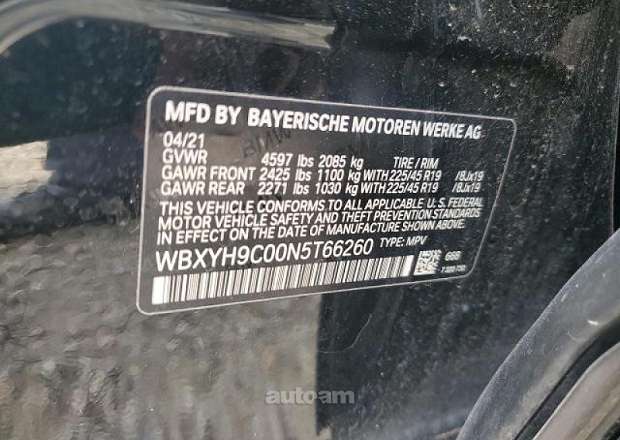 MFD BY BAYERISCHE MOTOREN WERKE AG
04/21
GVWR 4597 lbs 2085 kg TIRE / RIM
GAWR FRONT 2425 lbs 1100 kg WITH 225/45 R19 /8Jx19
GAWR REAR 2271 lbs 1030 kg WITH 225/45 R19 /8Jx19
THIS VEHICLE CONFORMS TO ALL APPLICABLE U.S. FEDERAL
MOTOR VEHICLE SAFETY AND THEFT PREVENTION STANDARDS
IN EFFECT ON THE DATE OF MANUFACTURE SHOWN ABOVE.
WBXYH9C00N5T66260 TYPE: MPV
668
autoam